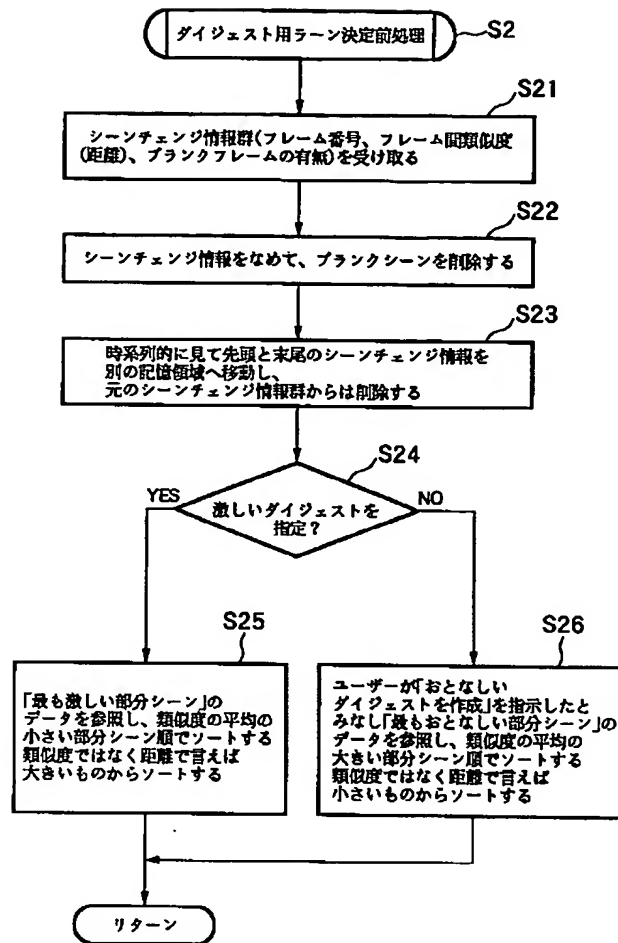 ダイジェスト用ラーン決定前処理
S2
S21
シーンチェンジ情報群(フレーム番号、フレーム間類似度
(距離)、ブランクフレームの有無)を受け取る
S22
シーンチェンジ情報をなめて、ブランクシーンを削除する
S23
時系列的に見て先頭と末尾のシーンチェンジ情報を
別の記憶領域へ移動し、
元のシーンチェンジ情報群からは削除する
S24
YES
NO
激しいダイジェストを
指定?
S25
「最も激しい部分シーン」の
データを参照し、類似度の平均の
小さい部分シーン順でソートする
類似度ではなく距離で言えば
大きいものからソートする
S26
ユーザーが「おとなしい
ダイジェストを作成」を指示したと
みなし「最もおとなしい部分シーン」の
データを参照し、類似度の平均の
大きい部分シーン順でソートする
類似度ではなく距離で言えば
小さいものからソートする
リターン